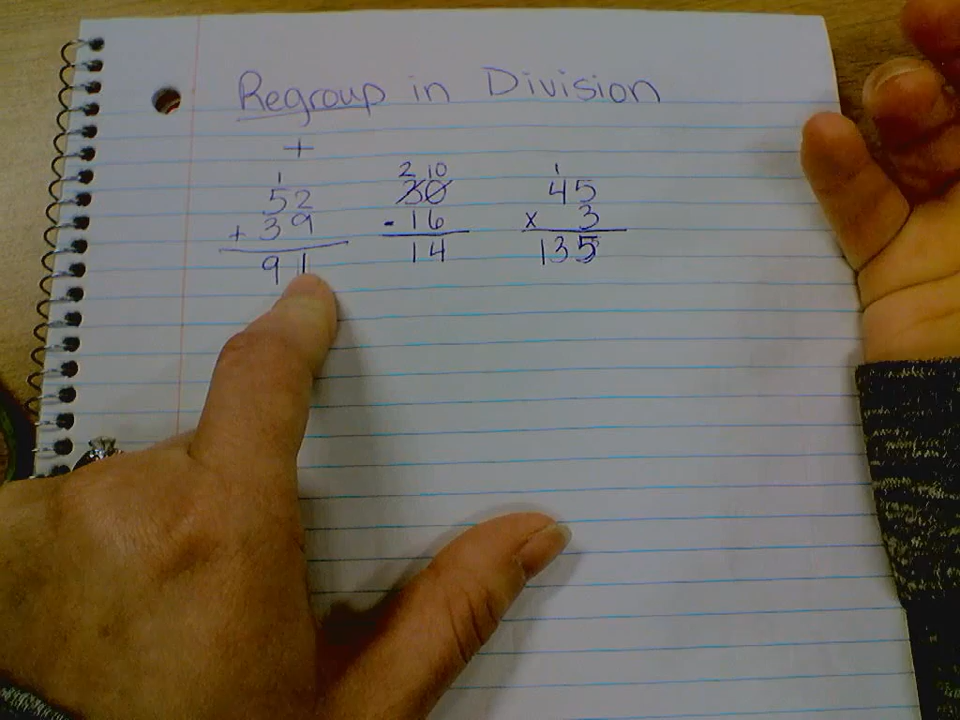 Regroup in Division
+
1 2 10 1
52 30 45
+ 39 - 16 x 3
91 14 135